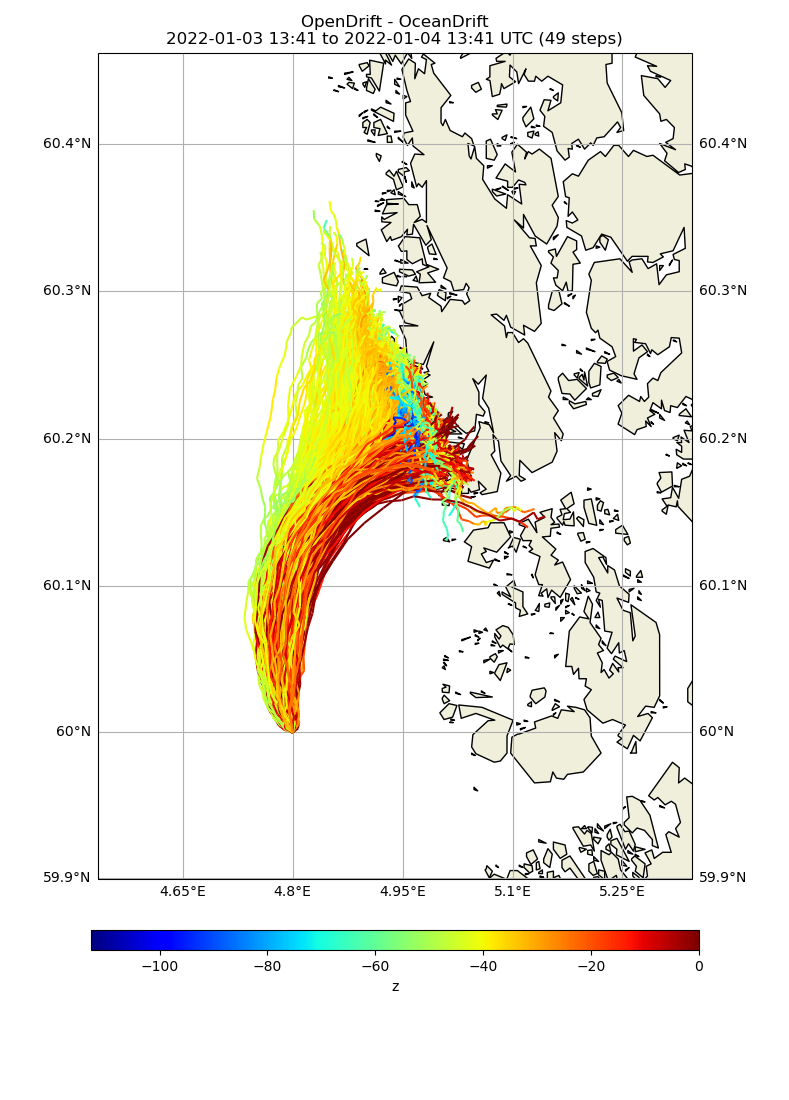 OpenDrift - OceanDrift
2022-01-03 13:41 to 2022-01-04 13:41 UTC (49 steps)
60.4°N 60.4°N
60.3°N 60.3°N
60.2°N 60.2°N
60.1°N 60.1°N
60°N 60°N
59.9°N 59.9°N
4.65°E 4.8°E 4.95°E 5.1°E 5.25°E
−100 −80 −60 −40 −20 0
z